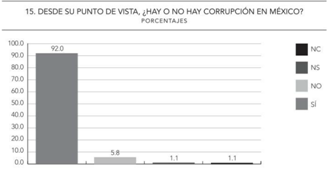 15. DESDE SU PUNTO DE VISTA, ¿HAY O NO HAY CORRUPCIÓN EN MÉXICO?
PORCENTAJES
100.0
90.0
80.0
70.0
60.0
50.0
40.0
30.0
20.0
10.0
0.0
92.0
5.8
1.1
1.1
NC
NS
NO
SÍ